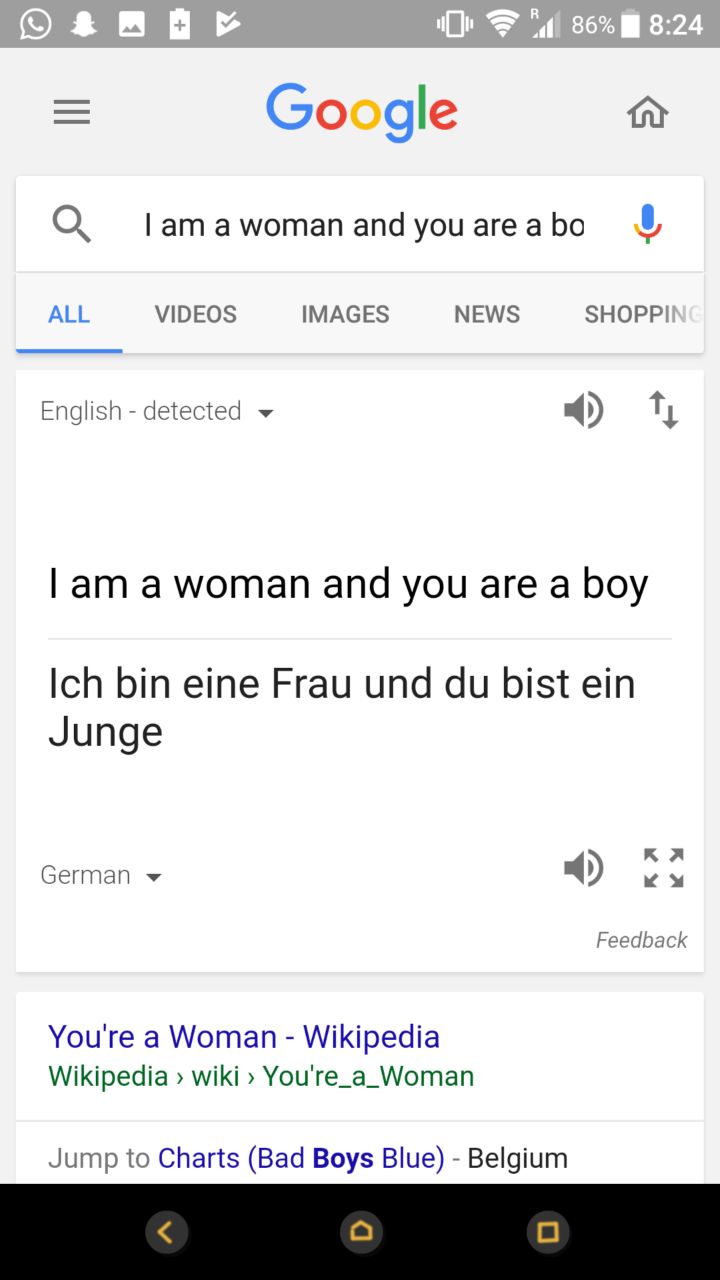 R 86% 8:24
Google
I am a woman and you are a bo
ALL VIDEOS IMAGES NEWS SHOPPING
English - detected
I am a woman and you are a boy
Ich bin eine Frau und du bist ein
Junge
German
Feedback
You're a Woman - Wikipedia
Wikipedia › wiki › You're_a_Woman
Jump to Charts (Bad Boys Blue) - Belgium